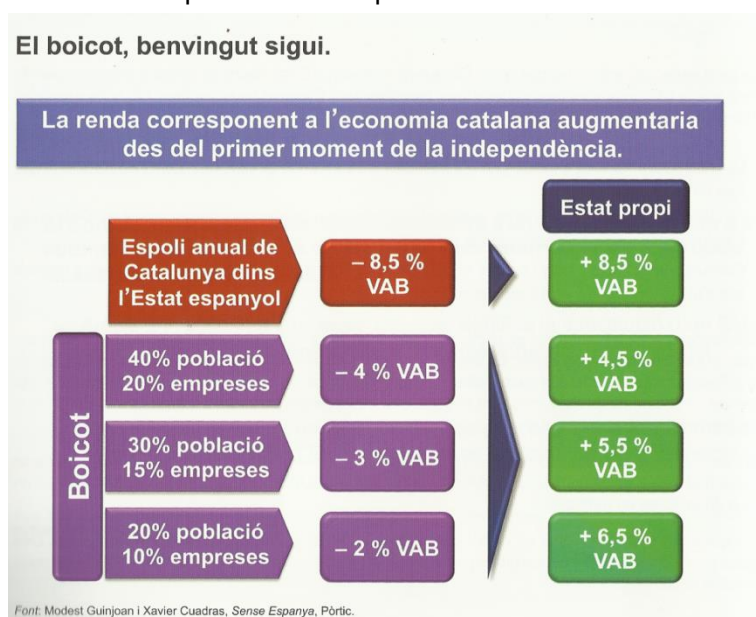 El boicot, benvingut sigui.
La renda corresponent a l'economia catalana augmentaria
des del primer moment de la independència.
Estat propi
Espoli anual de
Catalunya dins
l'Estat espanyol
– 8,5 %
VAB
+ 8,5 %
VAB
Boicot
40% població
20% empreses
– 4 % VAB
+ 4,5 %
VAB
30% població
15% empreses
– 3 % VAB
+ 5,5 %
VAB
20% població
10% empreses
– 2 % VAB
+ 6,5 %
VAB
Font: Modest Guinjoan i Xavier Cuadras, Sense Espanya, Pòrtic.